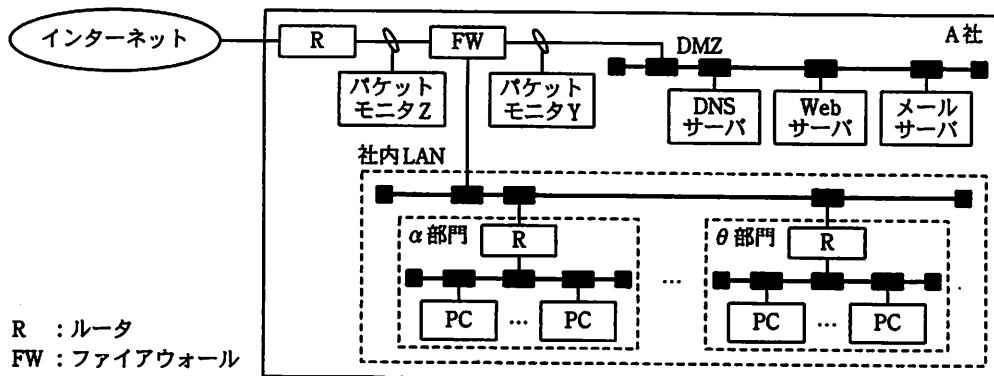 インターネット
R
FW
A社
DMZ
パケット
モニタZ
パケット
モニタY
DNS
サーバ
Web
サーバ
メール
サーバ
社内LAN
α部門
R
θ部門
R
…
PC
…
PC
PC
…
PC
R ：ルータ
FW：ファイアウォール